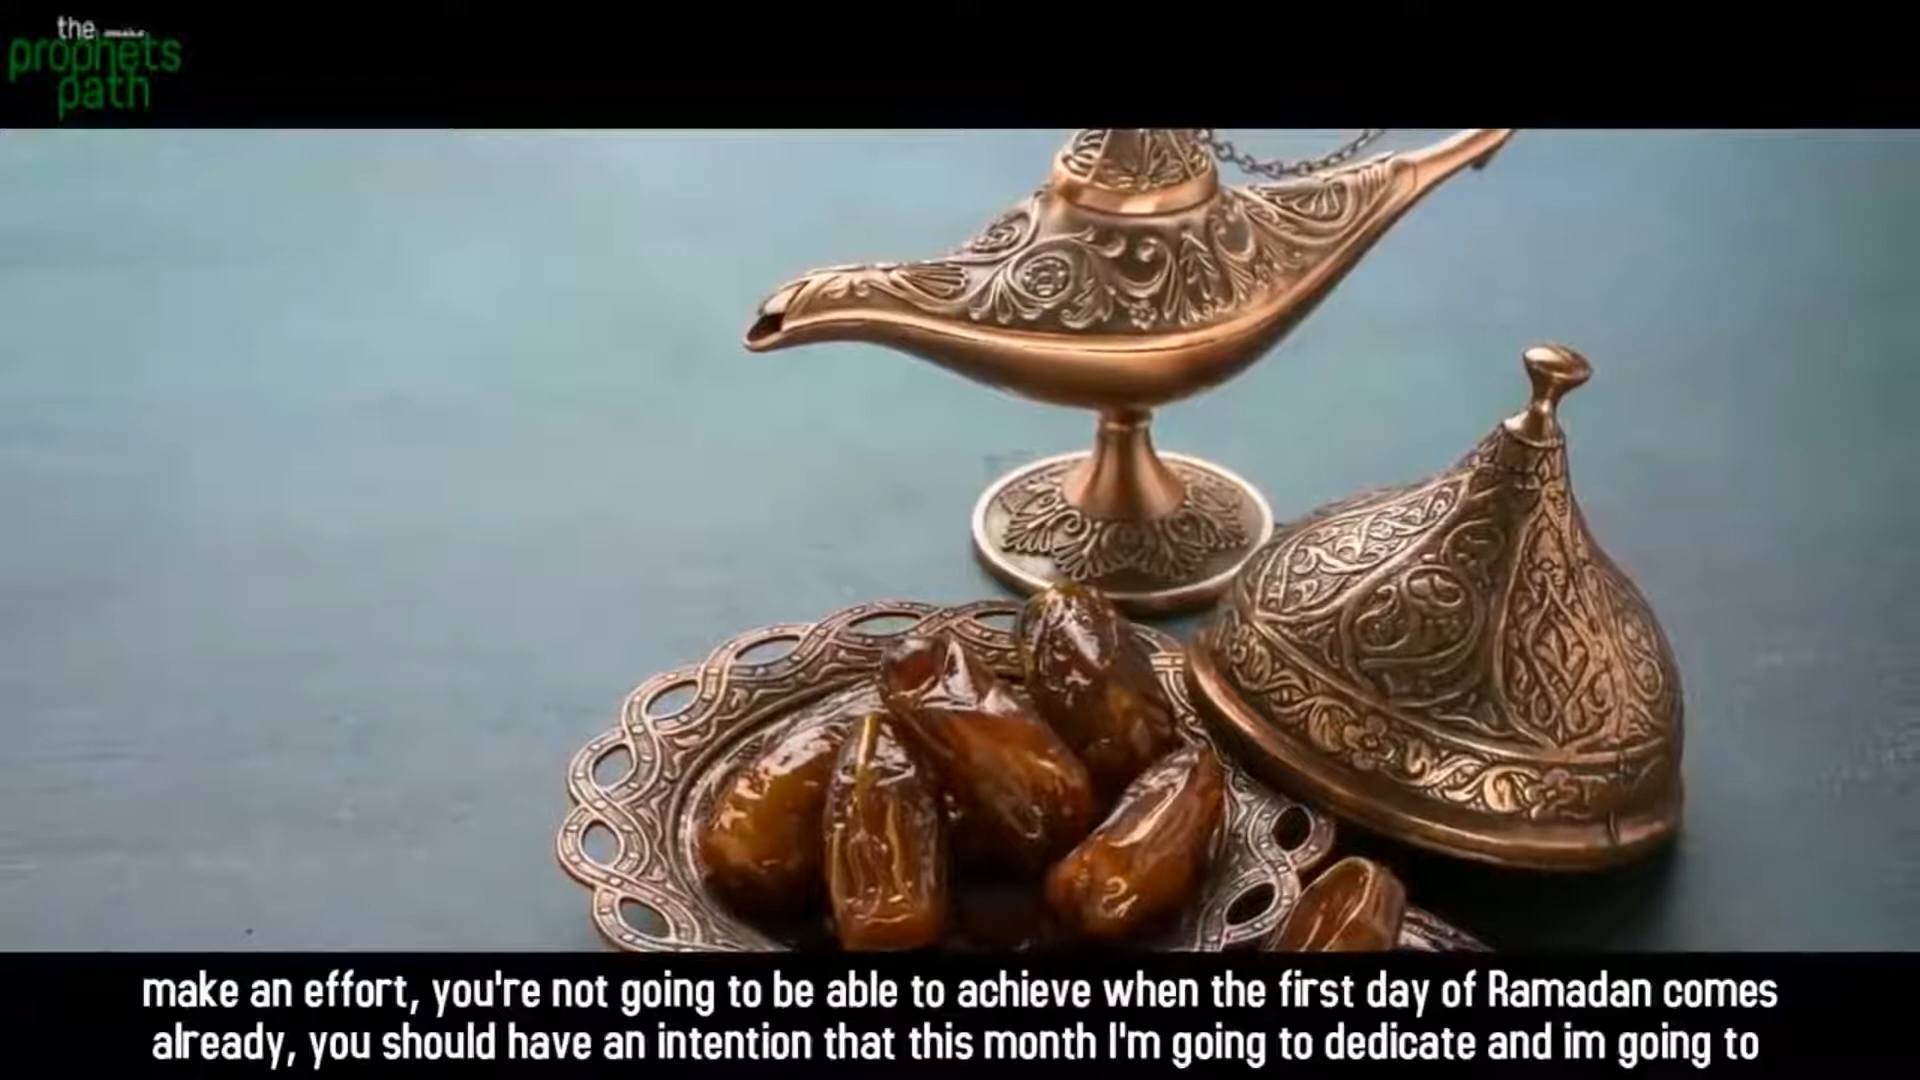 the
prophets
path
make an effort, you're not going to be able to achieve when the first day of Ramadan comes
already, you should have an intention that this month I'm going to dedicate and im going to